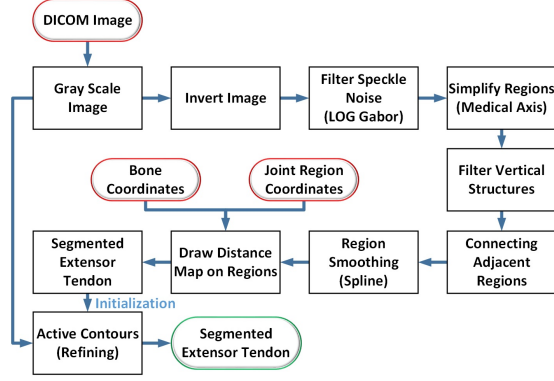 DICOM Image
Gray Scale
Image
Invert Image
Filter Speckle
Noise
(LOG Gabor)
Simplify Regions
(Medical Axis)
Bone
Coordinates
Joint Region
Coordinates
Filter Vertical
Structures
Segmented
Extensor
Tendon
Draw Distance
Map on Regions
Region
Smoothing
(Spline)
Connecting
Adjacent
Regions
Initialization
Active Contours
(Refining)
Segmented
Extensor Tendon